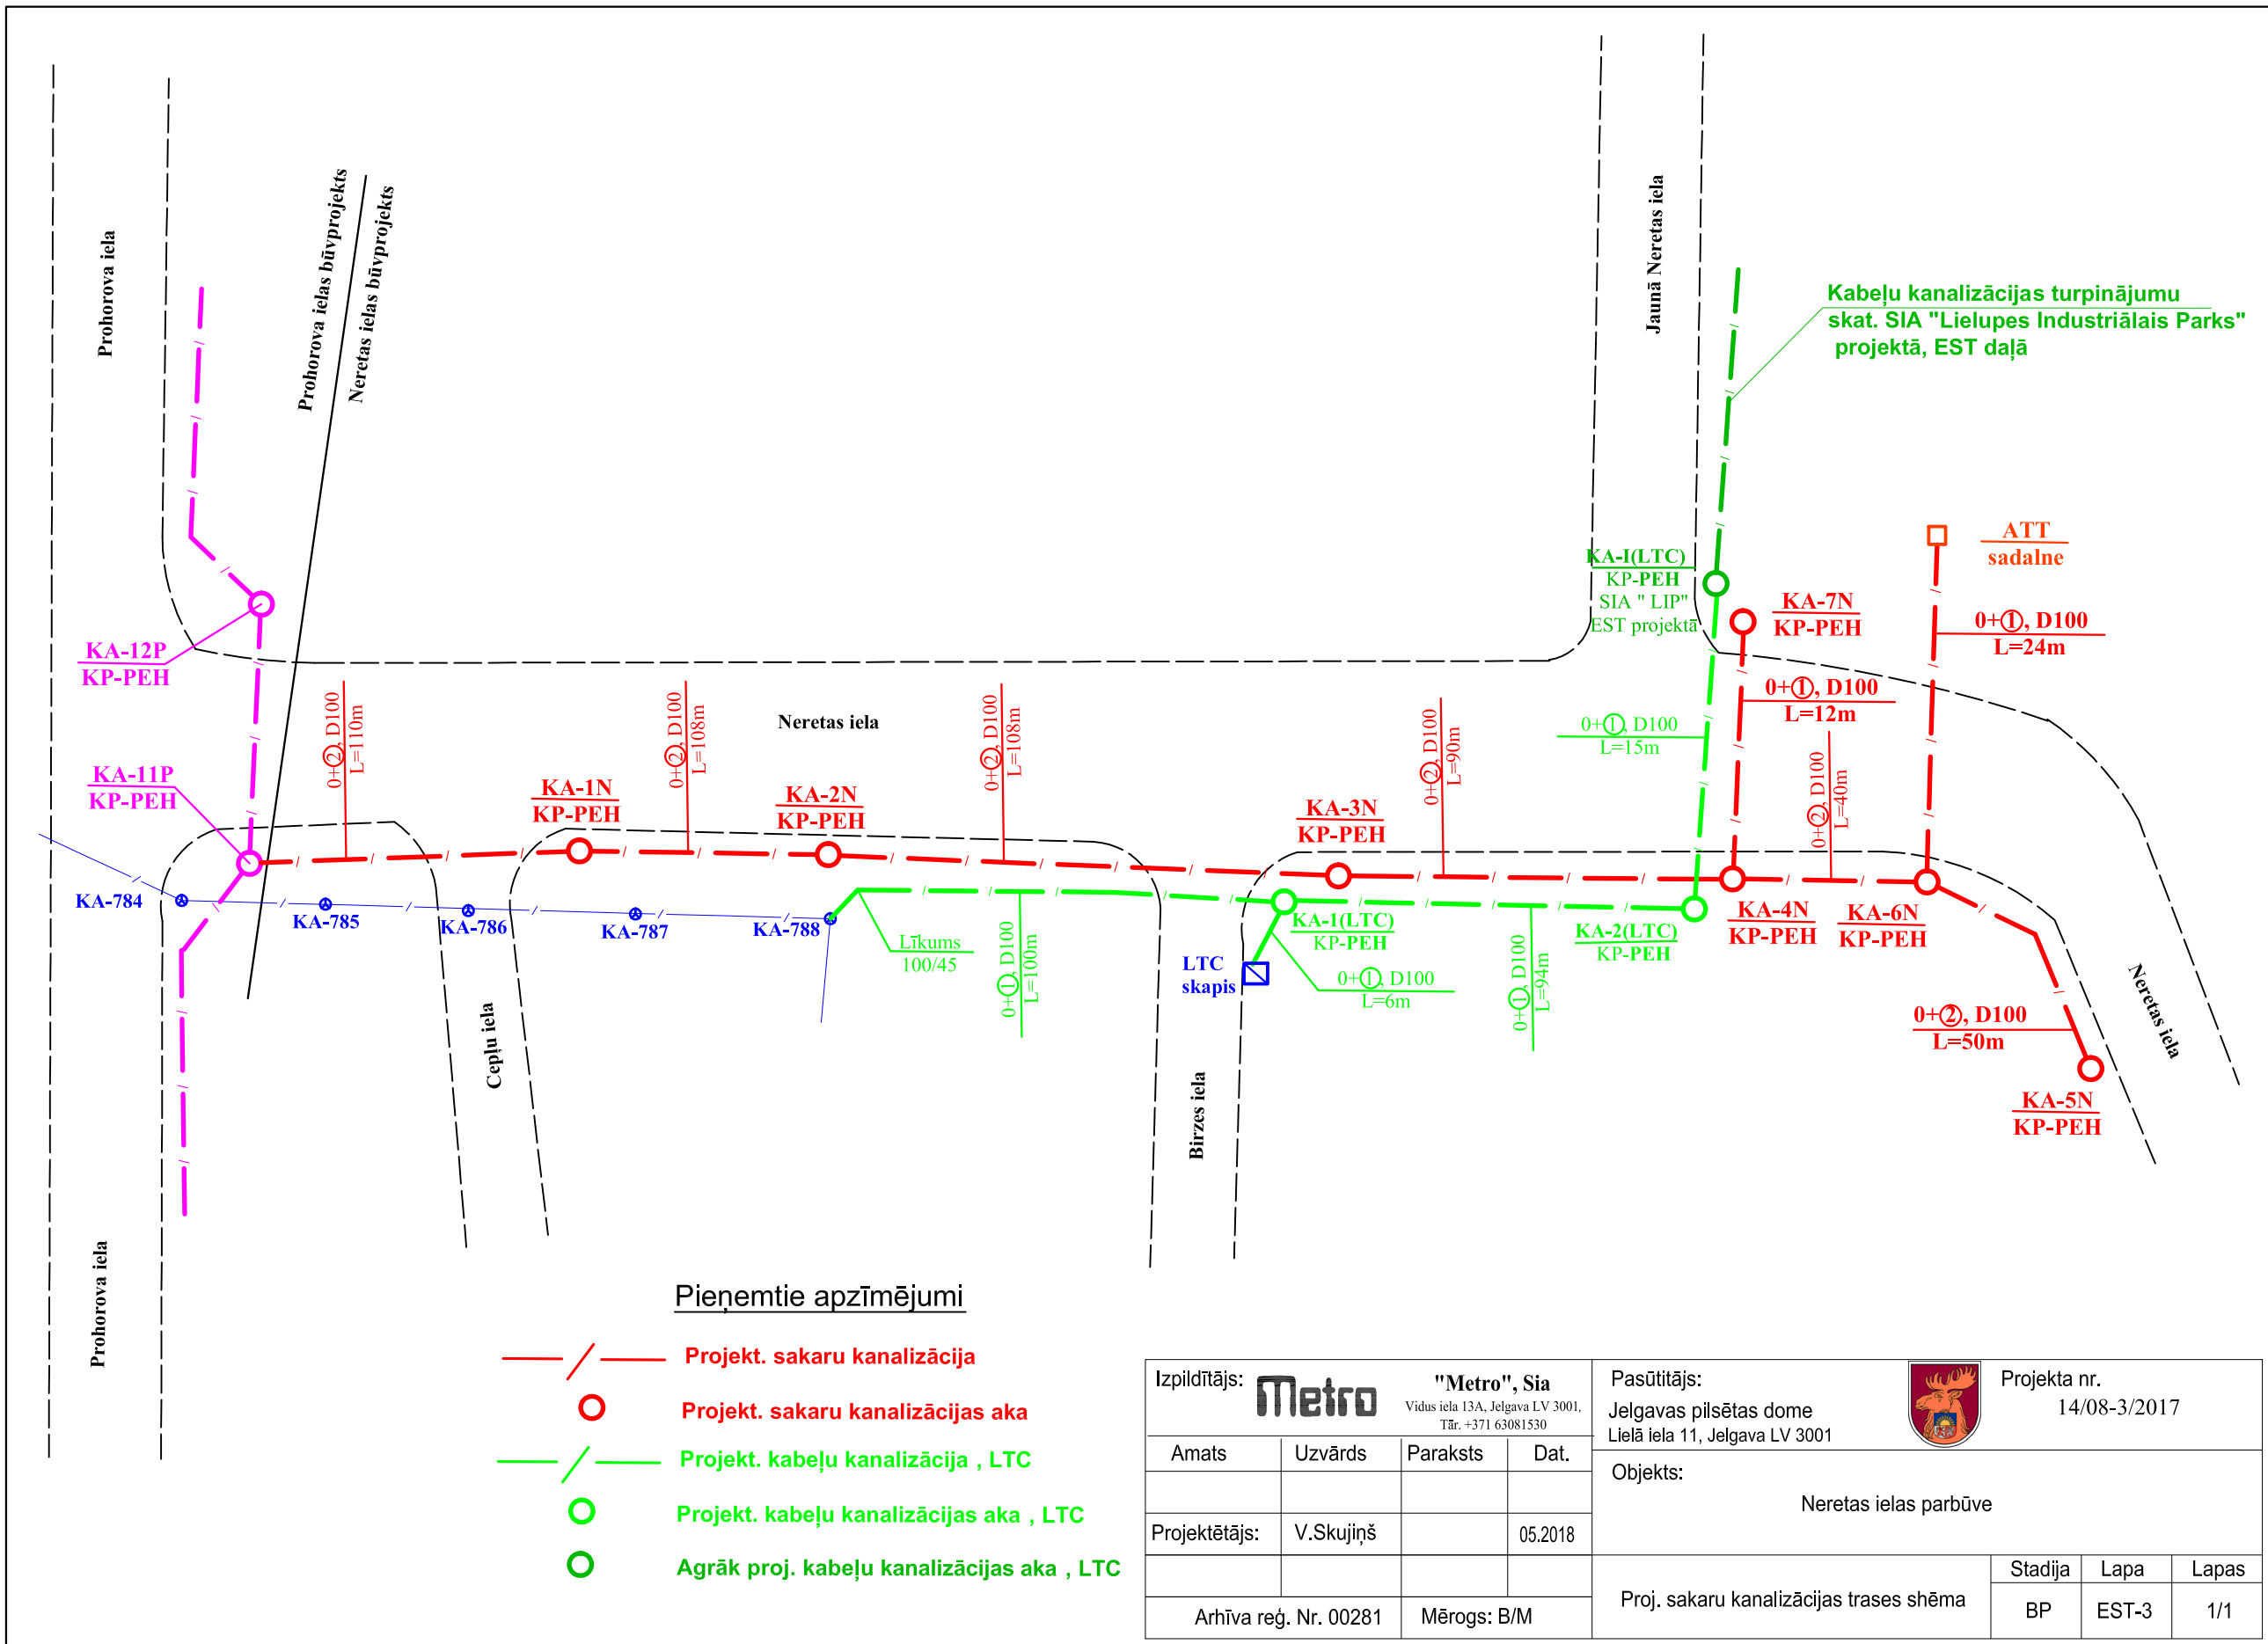 Prohorova iela
Prohorova ielas būvprojekts
Neretas ielas būvprojekts
Jaunā Neretas iela
Kabeļu kanalizācijas turpinājumu
skat. SIA "Lielupes Industriālais Parks"
projektā, EST daļā
KA-I(LTC)
KP-PEH
SIA " LIP"
EST projektā
ATT
sadalne
KA-7N
KP-PEH
0+①, D100
L=24m
KA-12P
KP-PEH
0+②, D100
L=110m
0+②, D100
L=108m
Neretas iela
0+②, D100
L=108m
0+②, D100
L=90m
0+①, D100
L=15m
0+①, D100
L=12m
0+②, D100
L=40m
KA-11P
KP-PEH
KA-1N
KP-PEH
KA-2N
KP-PEH
KA-3N
KP-PEH
KA-784
KA-785
KA-786
KA-787
KA-788
Līkums
100/45
0+①, D100
L=100m
KA-1(LTC)
KP-PEH
LTC
skapis
0+①, D100
L=6m
0+①, D100
L=94m
KA-2(LTC)
KP-PEH
KA-4N
KP-PEH
KA-6N
KP-PEH
0+②, D100
L=50m
Neretas iela
KA-5N
KP-PEH
Cepļu iela
Birzes iela
Prohorova iela
Pieņemtie apzīmējumi
Projekt. sakaru kanalizācija
Projekt. sakaru kanalizācijas aka
Projekt. kabeļu kanalizācija , LTC
Projekt. kabeļu kanalizācijas aka , LTC
Agrāk proj. kabeļu kanalizācijas aka , LTC
Izpildītājs:
Metro
"Metro", Sia
Vidus iela 13A, Jelgava LV 3001,
Tār. +371 63081530
Pasūtitājs:
Jelgavas pilsētas dome
Lielā iela 11, Jelgava LV 3001
Projekta nr.
14/08-3/2017
Amats Uzvārds Paraksts Dat.
Objekts:
Neretas ielas parbūve
Projektētājs: V.Skujiņš 05.2018
Arhīva reģ. Nr. 00281 Mērogs: B/M
Proj. sakaru kanalizācijas trases shēma
Stadija Lapa Lapas
BP EST-3 1/1